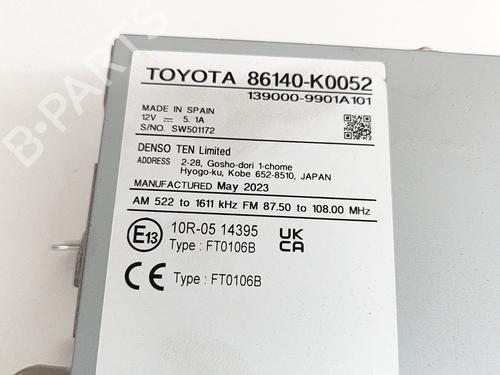 TOYOTA 86140-K0052
139000-9901A101
MADE IN SPAIN
12V ⎓ 5.1A
S/NO. SW501172
DENSO TEN Limited
ADDRESS 2-28, Gosho-dori 1-chome
Hyogo-ku, Kobe 652-8510, JAPAN
MANUFACTURED May 2023
AM 522 to 1611 kHz FM 87.50 to 108.00 MHz
E13 10R-05 14395
Type : FT0106B
UK
CA
CE Type : FT0106B
B-PARTS